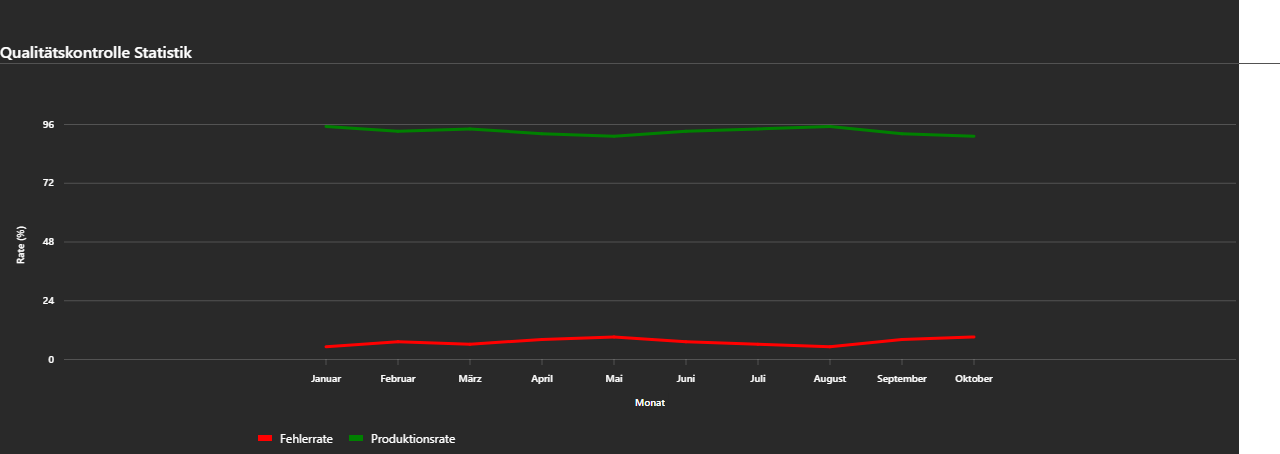 Qualitätskontrolle Statistik
96
72
48
24
0
Rate (%)
Januar Februar März April Mai Juni Juli August September Oktober
Monat
Fehlerrate Produktionsrate